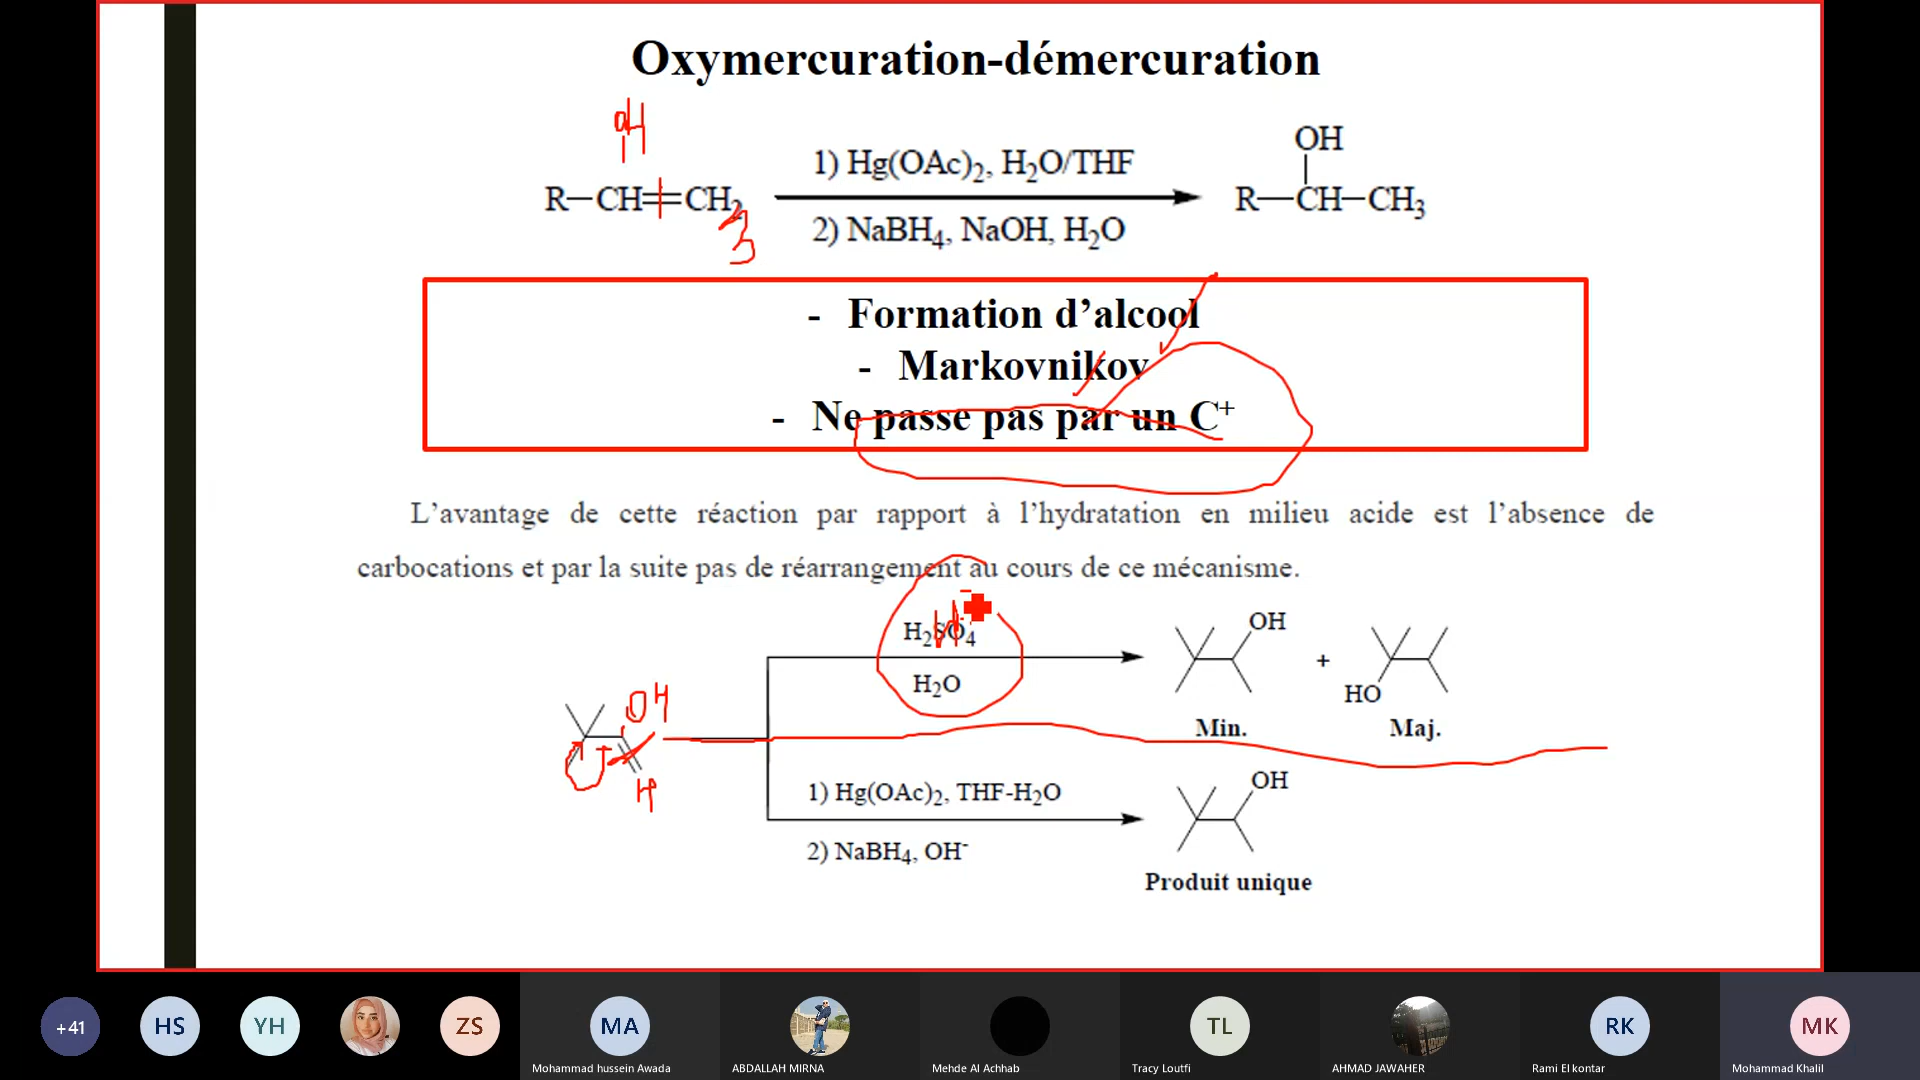 Oxymercuration-démercuration
OH
R—CH=CH₂
3
1) Hg(OAc)₂, H₂O/THF
2) NaBH₄, NaOH, H₂O
OH
R—CH—CH₃
- Formation d’alcool
- Markovnikov
- Ne passe pas par un C⁺
L’avantage de cette réaction par rapport à l’hydratation en milieu acide est l’absence de
carbocations et par la suite pas de réarrangement au cours de ce mécanisme.
H₂SO₄
H₂O
OH
+
HO
Min.
Maj.
OH
H
1) Hg(OAc)₂, THF-H₂O
2) NaBH₄, OH⁻
OH
Produit unique
+41
HS
YH
ZS
MA
TL
RK
MK
Mohammad hussein Awada
ABDALLAH MIRNA
Mehde Al Achhab
Tracy Loutfi
AHMAD JAWAHER
Rami El kontar
Mohammad Khalil